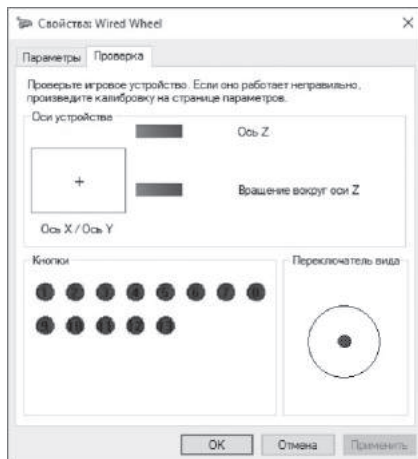 Свойства: Wired Wheel
Параметры Проверка
Проверьте игровое устройство. Если оно работает неправильно,
произведите калибровку на странице параметров.
Оси устройства
Ось Z
Вращение вокруг оси Z
Ось X / Ось Y
Кнопки
Переключатель вида
1 2 3 4 5 6 7 8
9 10 11 12 13
OK Отмена Применить